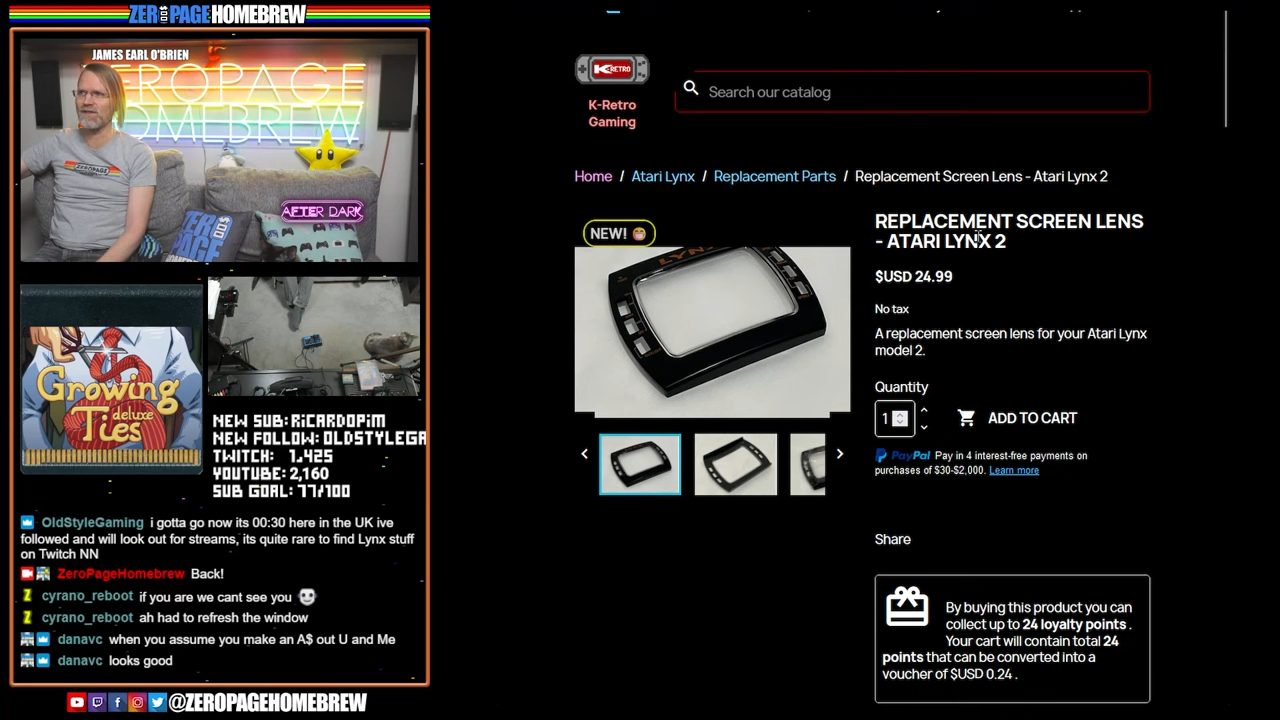 ZEROPAGEHOMEBREW
JAMES EARL O'BRIEN
ZEROPAGE
HOMEBREW
ZEROPAGE
AFTER DARK
Growing
deluxe
Ties
NEW SUB: RICARDOPIM
NEW FOLLOW: OLDSTYLEGA
TWITCH: 1,425
YOUTUBE: 2,160
SUB GOAL: 77/100
OldStyleGaming i gotta go now its 00:30 here in the UK ive
followed and will look out for streams, its quite rare to find Lynx stuff
on Twitch NN
ZeroPageHomebrew Back!
cyrano_reboot if you are we cant see you
cyrano_reboot ah had to refresh the window
danavc when you assume you make an A$ out U and Me
danavc looks good
@ZEROPAGEHOMEBREW
K RETRO
K-Retro
Gaming
Search our catalog
Home / Atari Lynx / Replacement Parts / Replacement Screen Lens - Atari Lynx 2
NEW!
LYNX
REPLACEMENT SCREEN LENS
- ATARI LYNX 2
$USD 24.99
No tax
A replacement screen lens for your Atari Lynx
model 2.
Quantity
1
ADD TO CART
PayPal Pay in 4 interest-free payments on
purchases of $30-$2,000. Learn more
Share
By buying this product you can
collect up to 24 loyalty points .
Your cart will contain total 24
points that can be converted into a
voucher of $USD 0.24 .